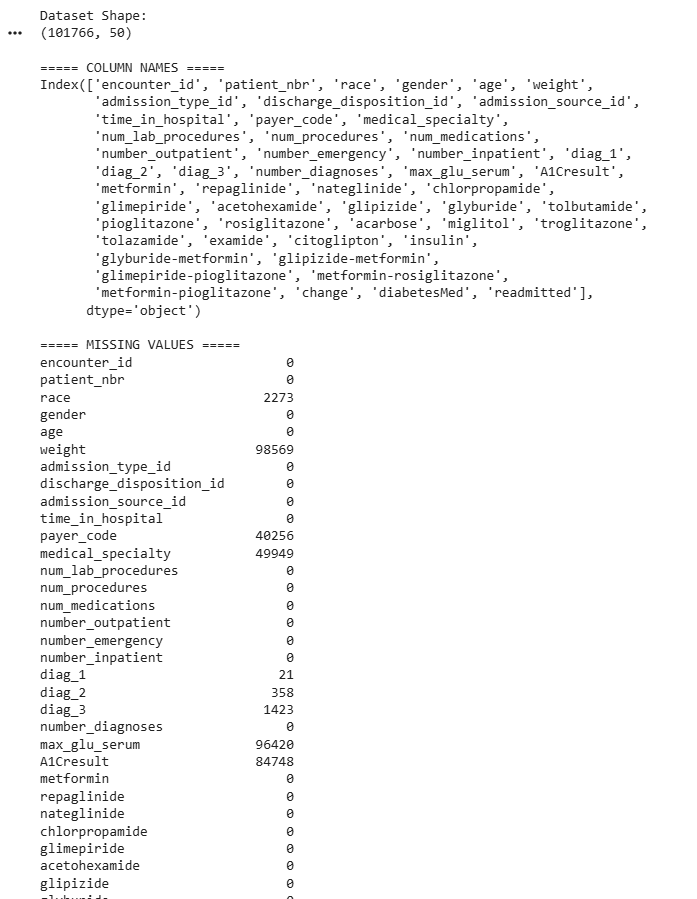 Dataset Shape:
(101766, 50)
===== COLUMN NAMES =====
Index(['encounter_id', 'patient_nbr', 'race', 'gender', 'age', 'weight',
'admission_type_id', 'discharge_disposition_id', 'admission_source_id',
'time_in_hospital', 'payer_code', 'medical_specialty',
'num_lab_procedures', 'num_procedures', 'num_medications',
'number_outpatient', 'number_emergency', 'number_inpatient', 'diag_1',
'diag_2', 'diag_3', 'number_diagnoses', 'max_glu_serum', 'A1Cresult',
'metformin', 'repaglinide', 'nateglinide', 'chlorpropamide',
'glimepiride', 'acetohexamide', 'glipizide', 'glyburide', 'tolbutamide',
'pioglitazone', 'rosiglitazone', 'acarbose', 'miglitol', 'troglitazone',
'tolazamide', 'examide', 'citoglipton', 'insulin',
'glyburide-metformin', 'glipizide-metformin',
'glimepiride-pioglitazone', 'metformin-rosiglitazone',
'metformin-pioglitazone', 'change', 'diabetesMed', 'readmitted'],
dtype='object')
===== MISSING VALUES =====
encounter_id 0
patient_nbr 0
race 2273
gender 0
age 0
weight 98569
admission_type_id 0
discharge_disposition_id 0
admission_source_id 0
time_in_hospital 0
payer_code 40256
medical_specialty 49949
num_lab_procedures 0
num_procedures 0
num_medications 0
number_outpatient 0
number_emergency 0
number_inpatient 0
diag_1 21
diag_2 358
diag_3 1423
number_diagnoses 0
max_glu_serum 96420
A1Cresult 84748
metformin 0
repaglinide 0
nateglinide 0
chlorpropamide 0
glimepiride 0
acetohexamide 0
glipizide 0